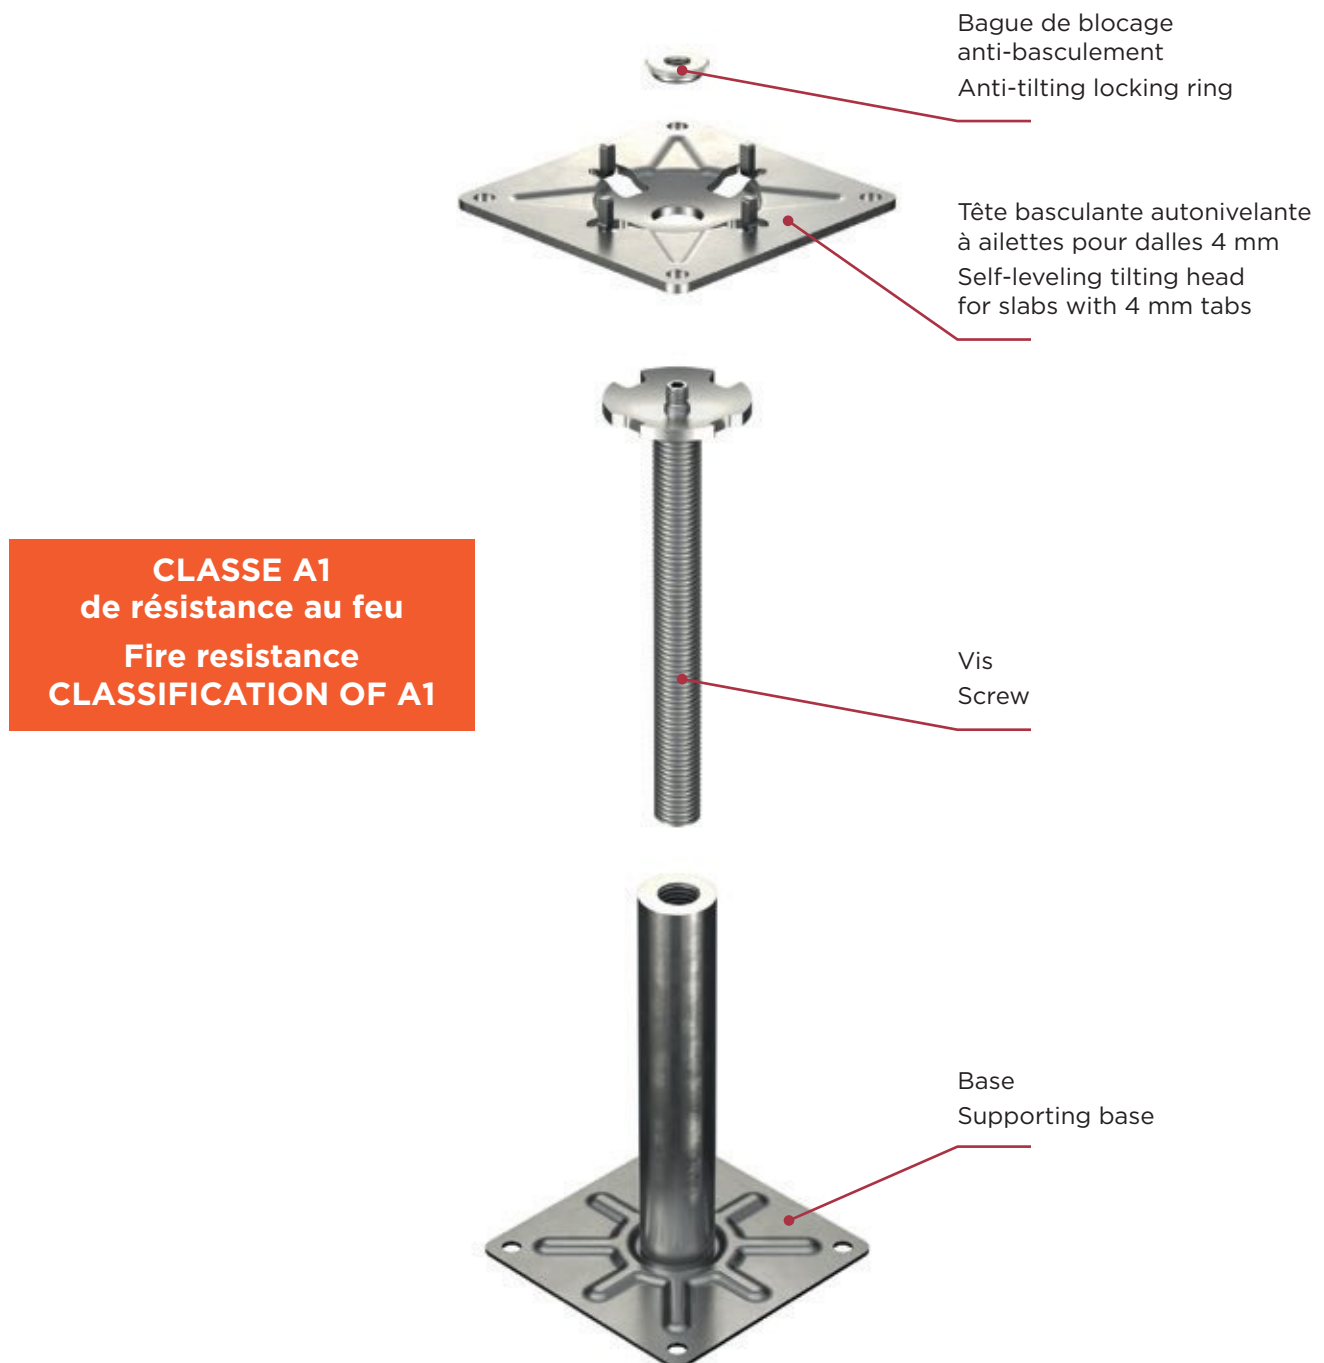 Bague de blocage
anti-basculement
Anti-tilting locking ring
Tête basculante autonivelante
à ailettes pour dalles 4 mm
Self-leveling tilting head
for slabs with 4 mm tabs
CLASSE A1
de résistance au feu
Fire resistance
CLASSIFICATION OF A1
Vis
Screw
Base
Supporting base